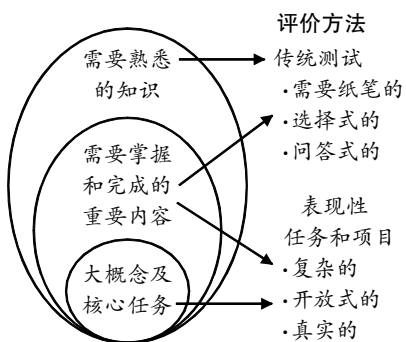 评价方法
需要熟悉
的知识
传统测试
·需要纸笔的
·选择式的
·问答式的
需要掌握
和完成的
重要内容
表现性
任务和项目
·复杂的
·开放式的
·真实的
大概念及
核心任务